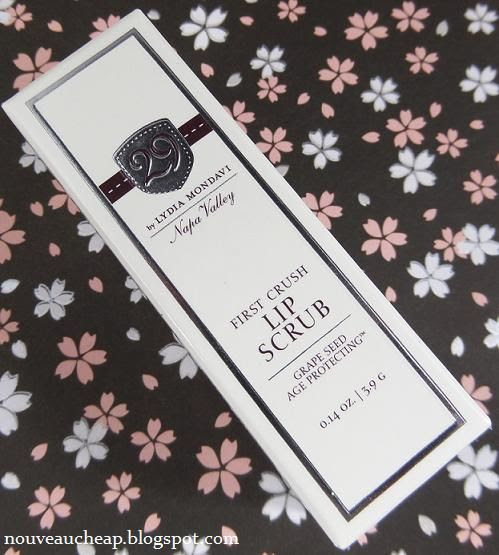 29
by LYDIA MONDAVI
Napa Valley
FIRST CRUSH
LIP
SCRUB
GRAPE SEED
AGE PROTECTING™
0.14 OZ. | 3.9 G
nouveaucheap.blogspot.com